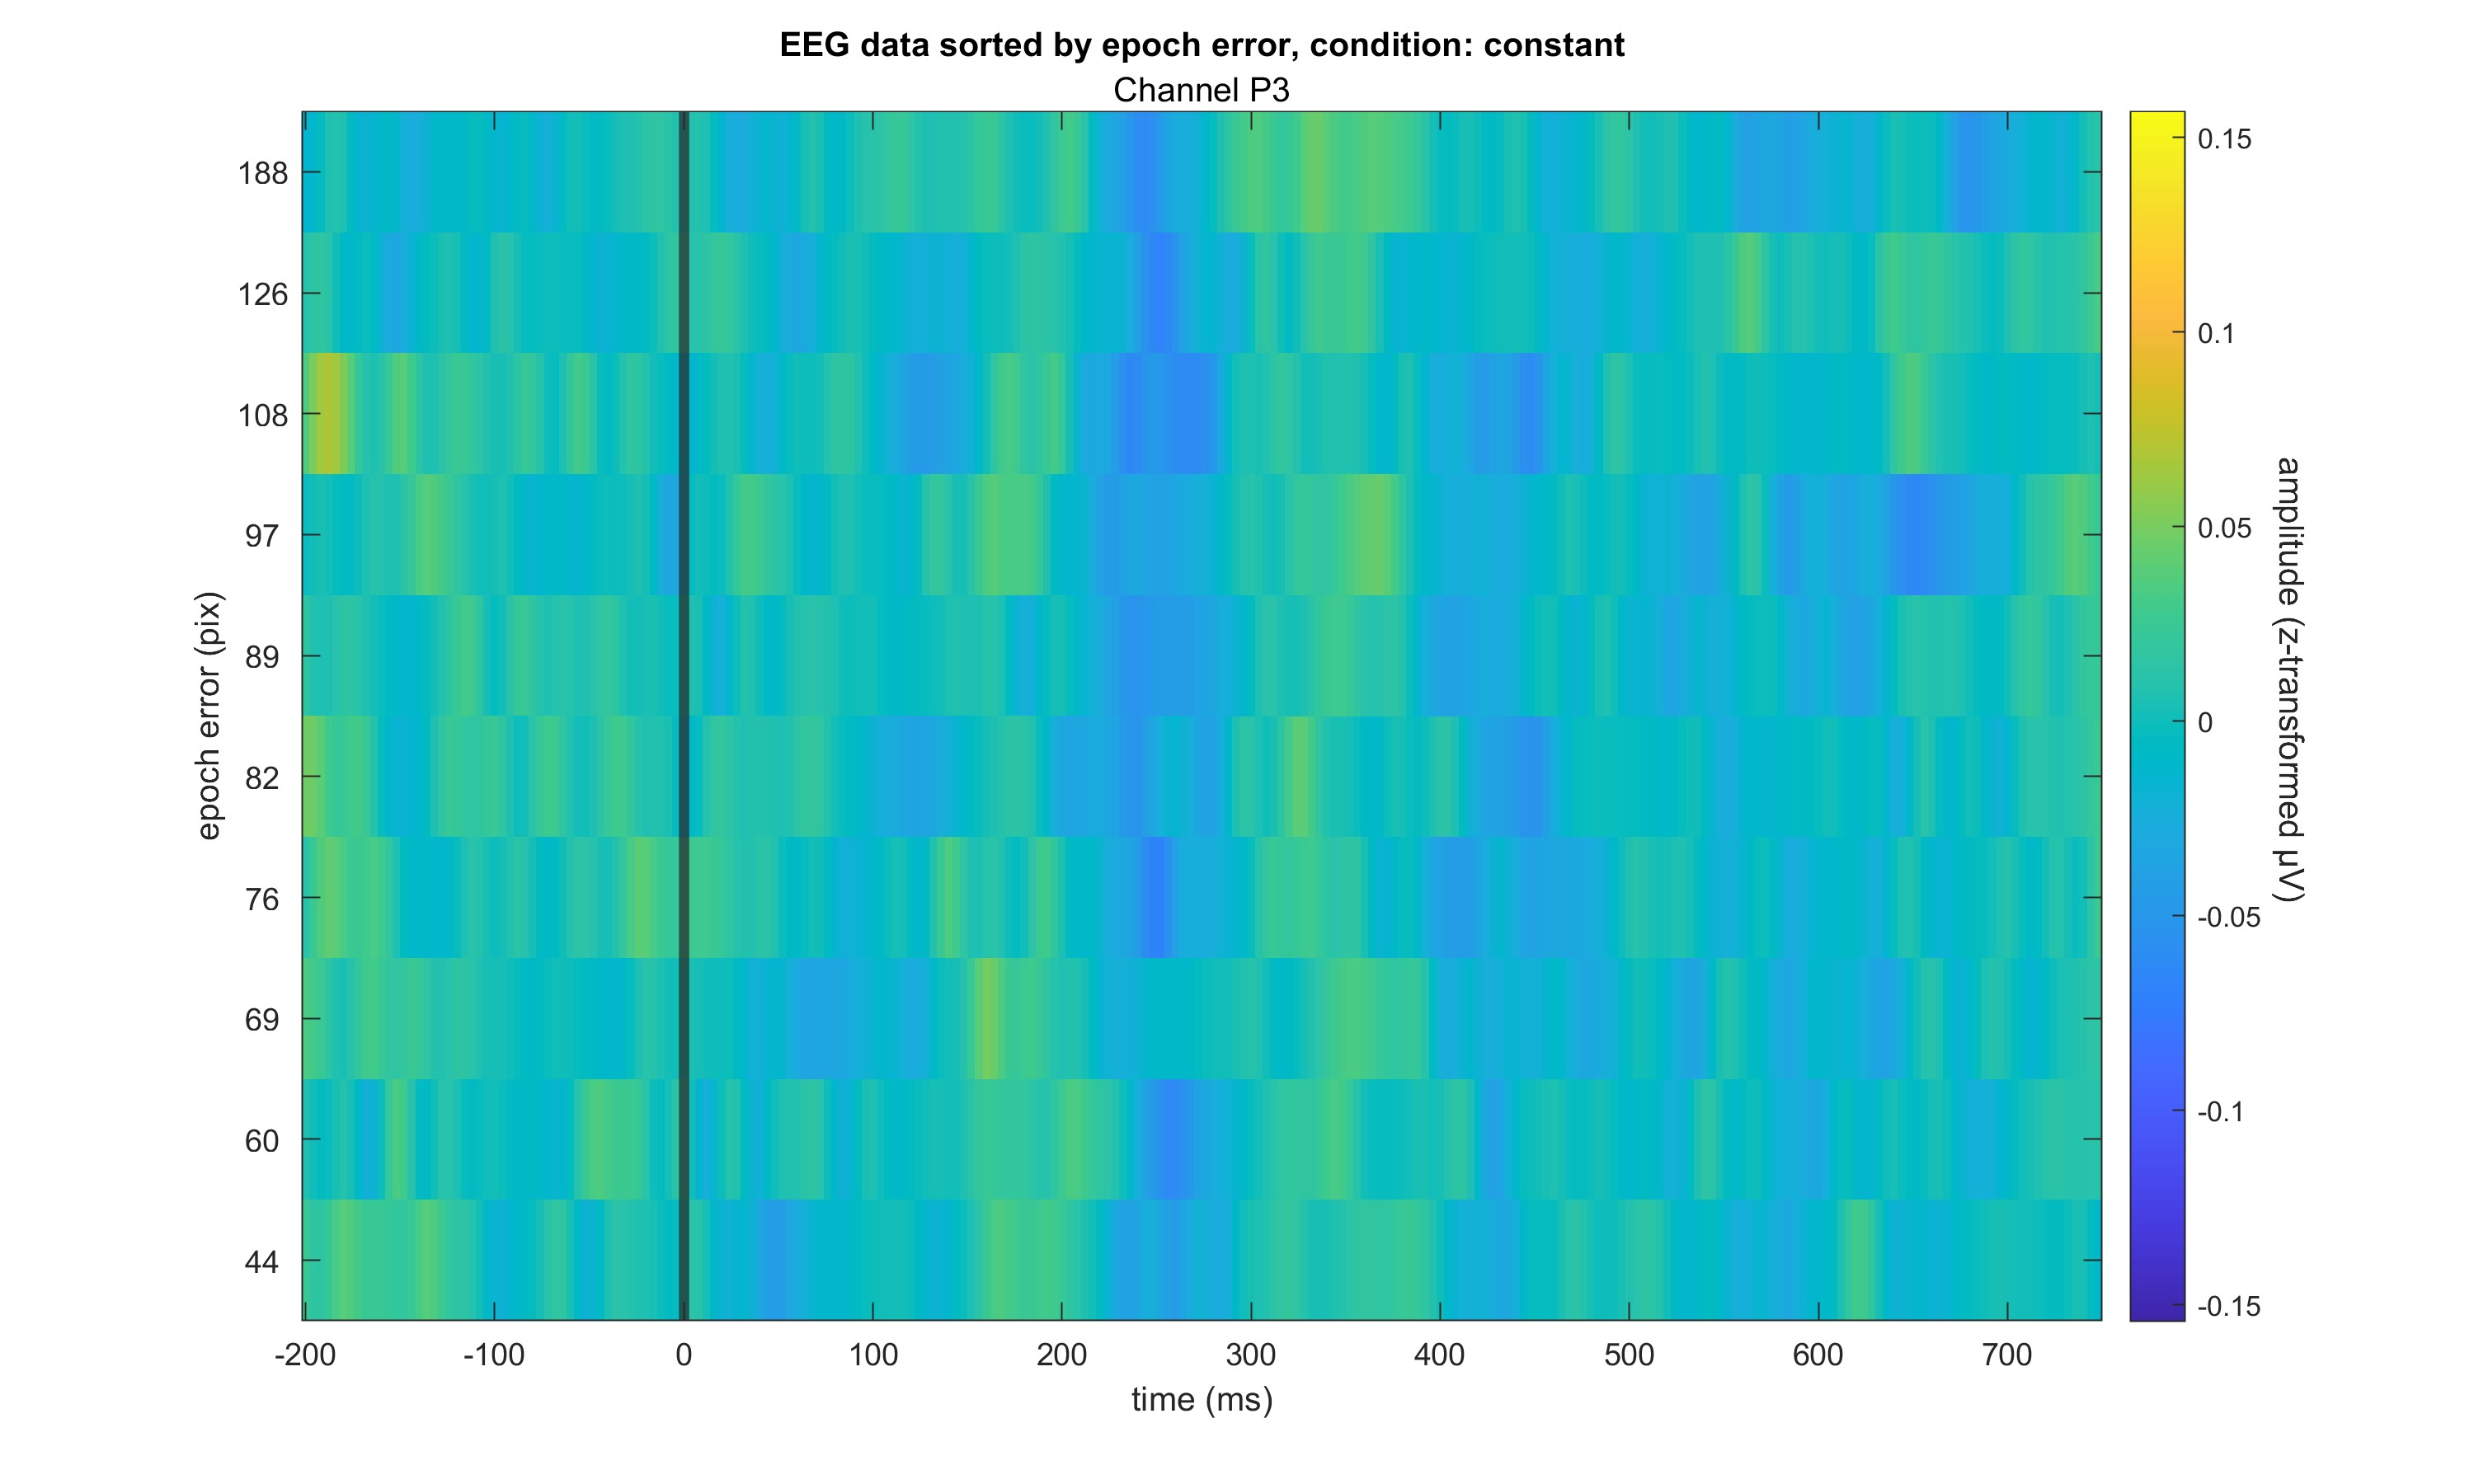 EEG data sorted by epoch error, condition: constant
Channel P3
epoch error (pix)
188
126
108
97
89
82
76
69
60
44
-200 -100 0 100 200 300 400 500 600 700
time (ms)
0.15
0.1
0.05
0
-0.05
-0.1
-0.15
amplitude (z-transformed µV)